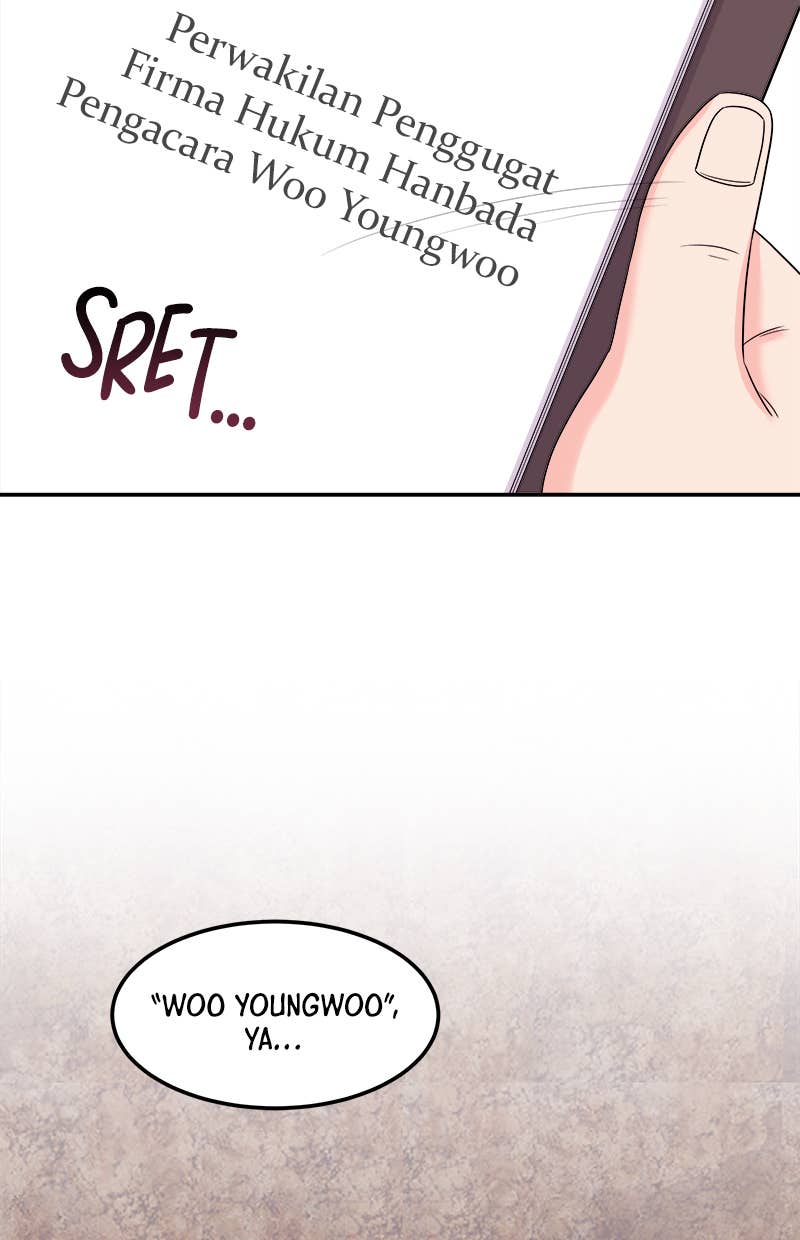 Perwakilan Penggugat
Firma Hukum Hanbada
Pengacara Woo Youngwoo
SRET...
"WOO YOUNGWOO",
YA...